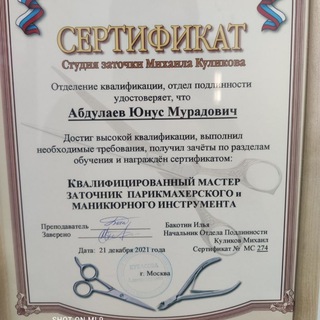 СЕРТИФИКАТ
Студия заточки Михаила Куликова
Отделение квалификации, отдел подлинности
удостоверяет, что
Абдулаев Юнус Мурадович
Достиг высокой квалификации, выполнил
необходимые требования, получил зачёты по разделам
обучения и награждён сертификатом:
КВАЛИФИЦИРОВАННЫЙ МАСТЕР
ЗАТОЧНИК ПАРИКМАХЕРСКОГО и
МАНИКЮРНОГО ИНСТРУМЕНТА
Преподаватель Бакотин Илья
Заверено Начальник Отдела Подлинности
Куликов Михаил
Дата: 21 декабря 2021 года Сертификат № МС 274
г. Москва
SHOT ON MI 9